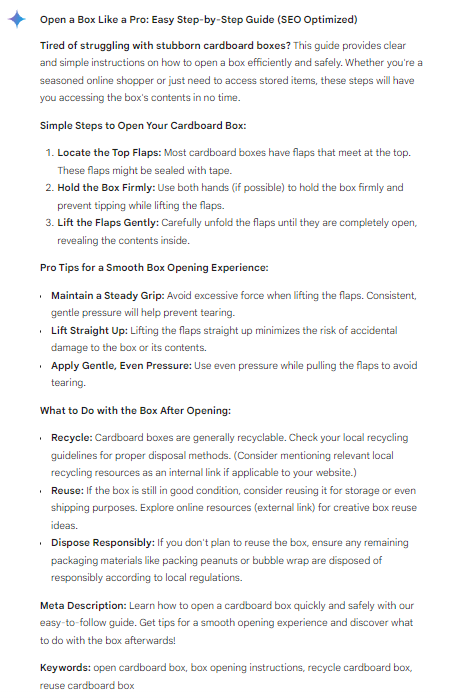 Open a Box Like a Pro: Easy Step-by-Step Guide (SEO Optimized)
Tired of struggling with stubborn cardboard boxes? This guide provides clear
and simple instructions on how to open a box efficiently and safely. Whether you're a
seasoned online shopper or just need to access stored items, these steps will have
you accessing the box's contents in no time.
Simple Steps to Open Your Cardboard Box:
1. Locate the Top Flaps: Most cardboard boxes have flaps that meet at the top.
These flaps might be sealed with tape.
2. Hold the Box Firmly: Use both hands (if possible) to hold the box firmly and
prevent tipping while lifting the flaps.
3. Lift the Flaps Gently: Carefully unfold the flaps until they are completely open,
revealing the contents inside.
Pro Tips for a Smooth Box Opening Experience:
• Maintain a Steady Grip: Avoid excessive force when lifting the flaps. Consistent,
gentle pressure will help prevent tearing.
• Lift Straight Up: Lifting the flaps straight up minimizes the risk of accidental
damage to the box or its contents.
• Apply Gentle, Even Pressure: Use even pressure while pulling the flaps to avoid
tearing.
What to Do with the Box After Opening:
• Recycle: Cardboard boxes are generally recyclable. Check your local recycling
guidelines for proper disposal methods. (Consider mentioning relevant local
recycling resources as an internal link if applicable to your website.)
• Reuse: If the box is still in good condition, consider reusing it for storage or even
shipping purposes. Explore online resources (external link) for creative box reuse
ideas.
• Dispose Responsibly: If you don't plan to reuse the box, ensure any remaining
packaging materials like packing peanuts or bubble wrap are disposed of
responsibly according to local regulations.
Meta Description: Learn how to open a cardboard box quickly and safely with our
easy-to-follow guide. Get tips for a smooth opening experience and discover what
to do with the box afterwards!
Keywords: open cardboard box, box opening instructions, recycle cardboard box,
reuse cardboard box